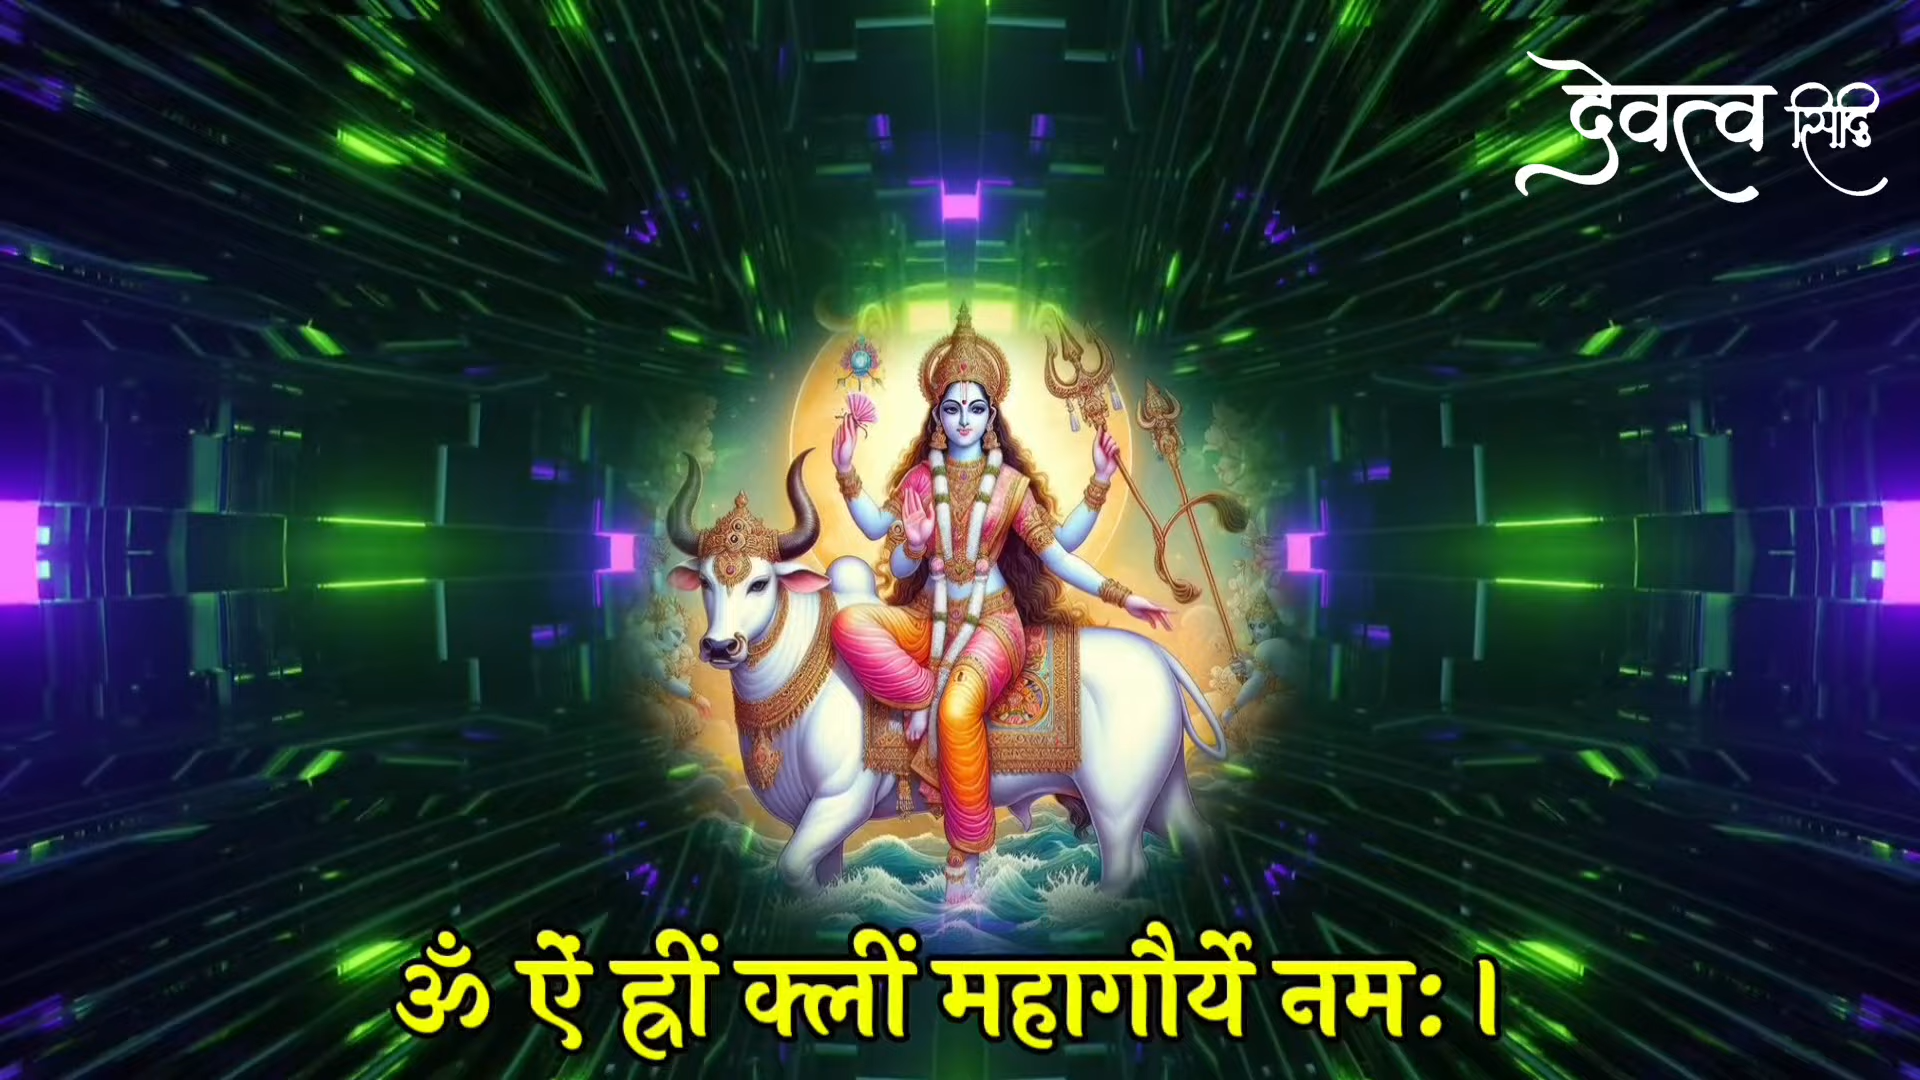 देवत्व सिद्धि
ॐ ऐं ह्रीं क्लीं महागौर्ये नमः ।